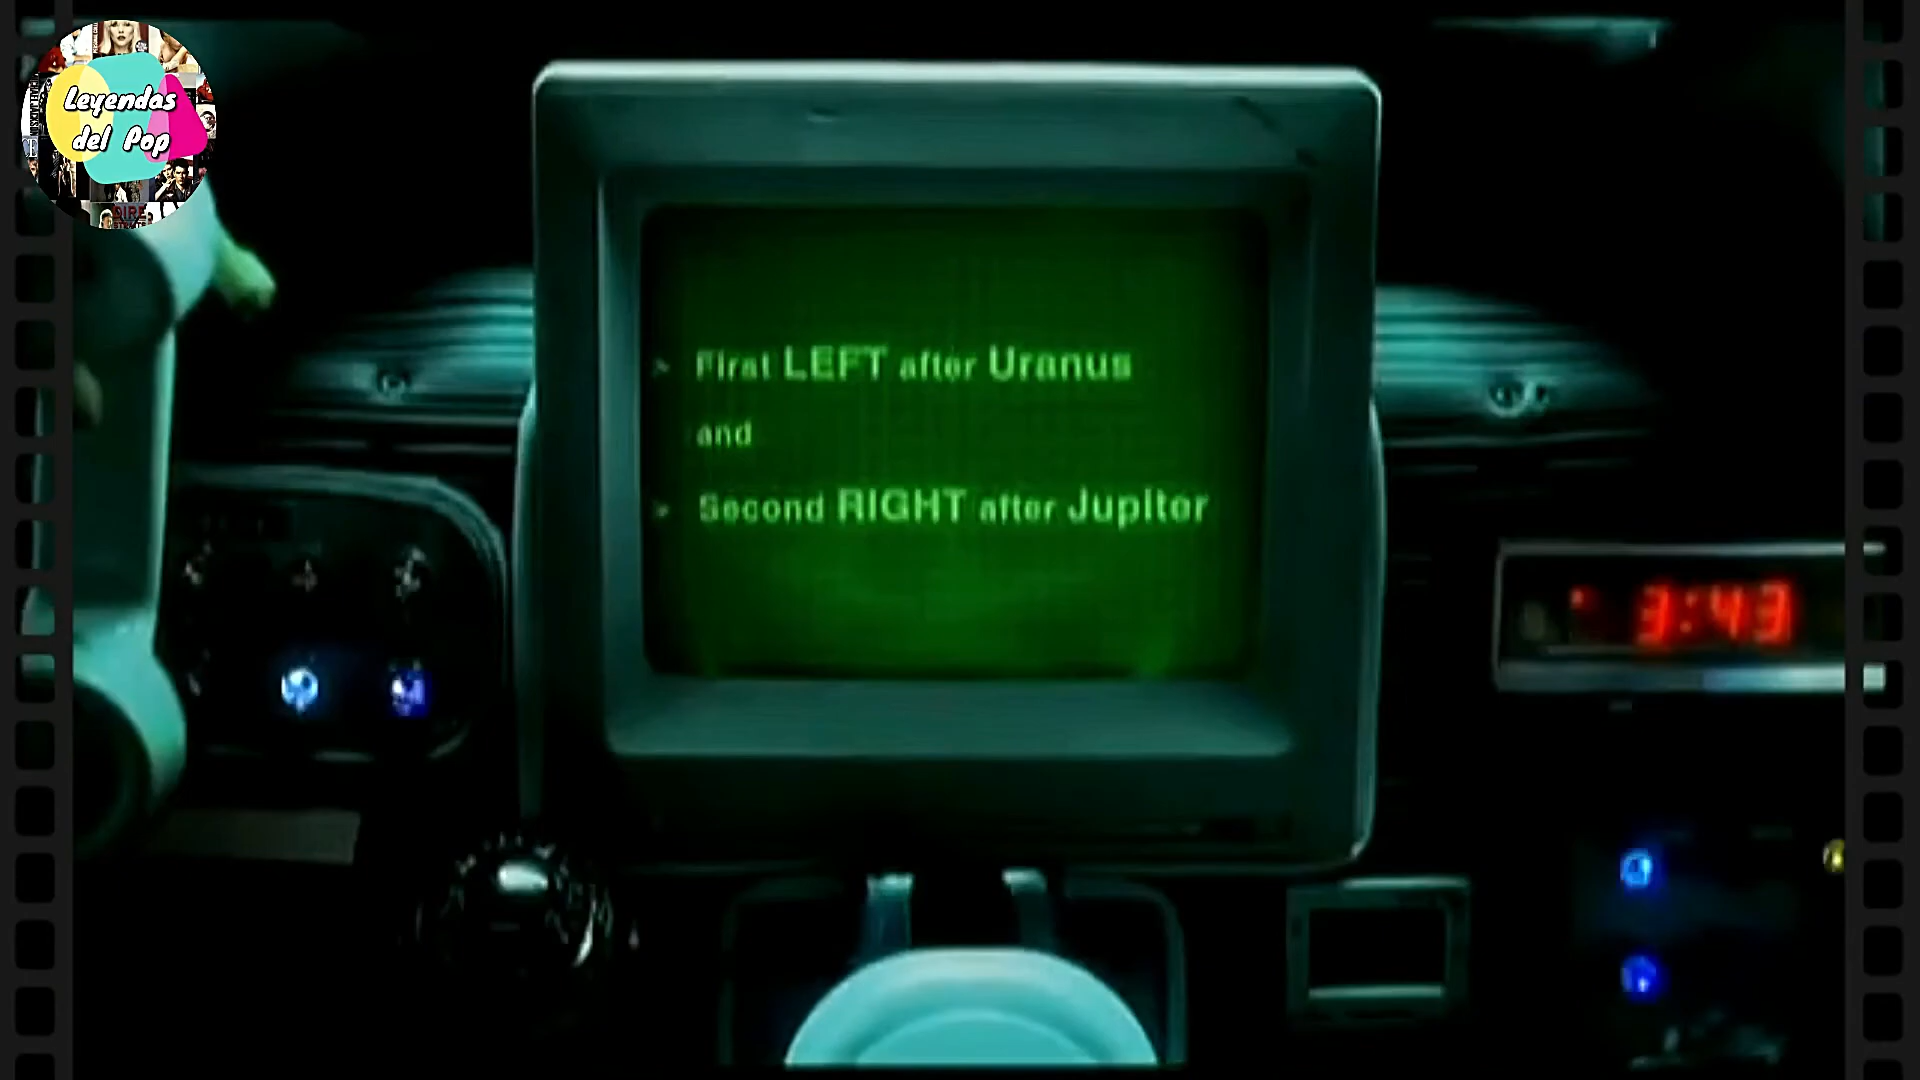 Leyendas
del Pop
> First LEFT after Uranus
and
> Second RIGHT after Jupiter
3:43